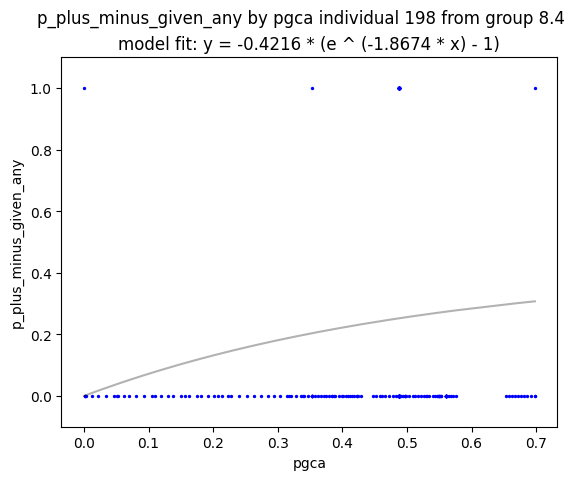 p_plus_minus_given_any by pgca individual 198 from group 8.4
model fit: y = -0.4216 * (e ^ (-1.8674 * x) - 1)
1.0
0.8
0.6
0.4
0.2
0.0
p_plus_minus_given_any
0.0 0.1 0.2 0.3 0.4 0.5 0.6 0.7
pgca